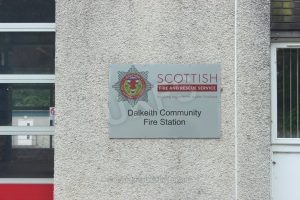 SCOTTISH
FIRE AND RESCUE SERVICE
Dalkeith Community
Fire Station